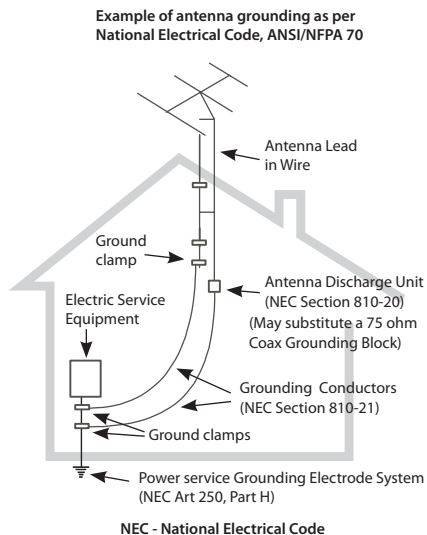 Example of antenna grounding as per
National Electrical Code, ANSI/NFPA 70
Antenna Lead
in Wire
Ground
clamp
Antenna Discharge Unit
(NEC Section 810-20)
(May substitute a 75 ohm
Coax Grounding Block)
Electric Service
Equipment
Grounding Conductors
(NEC Section 810-21)
Ground clamps
Power service Grounding Electrode System
(NEC Art 250, Part H)
NEC - National Electrical Code